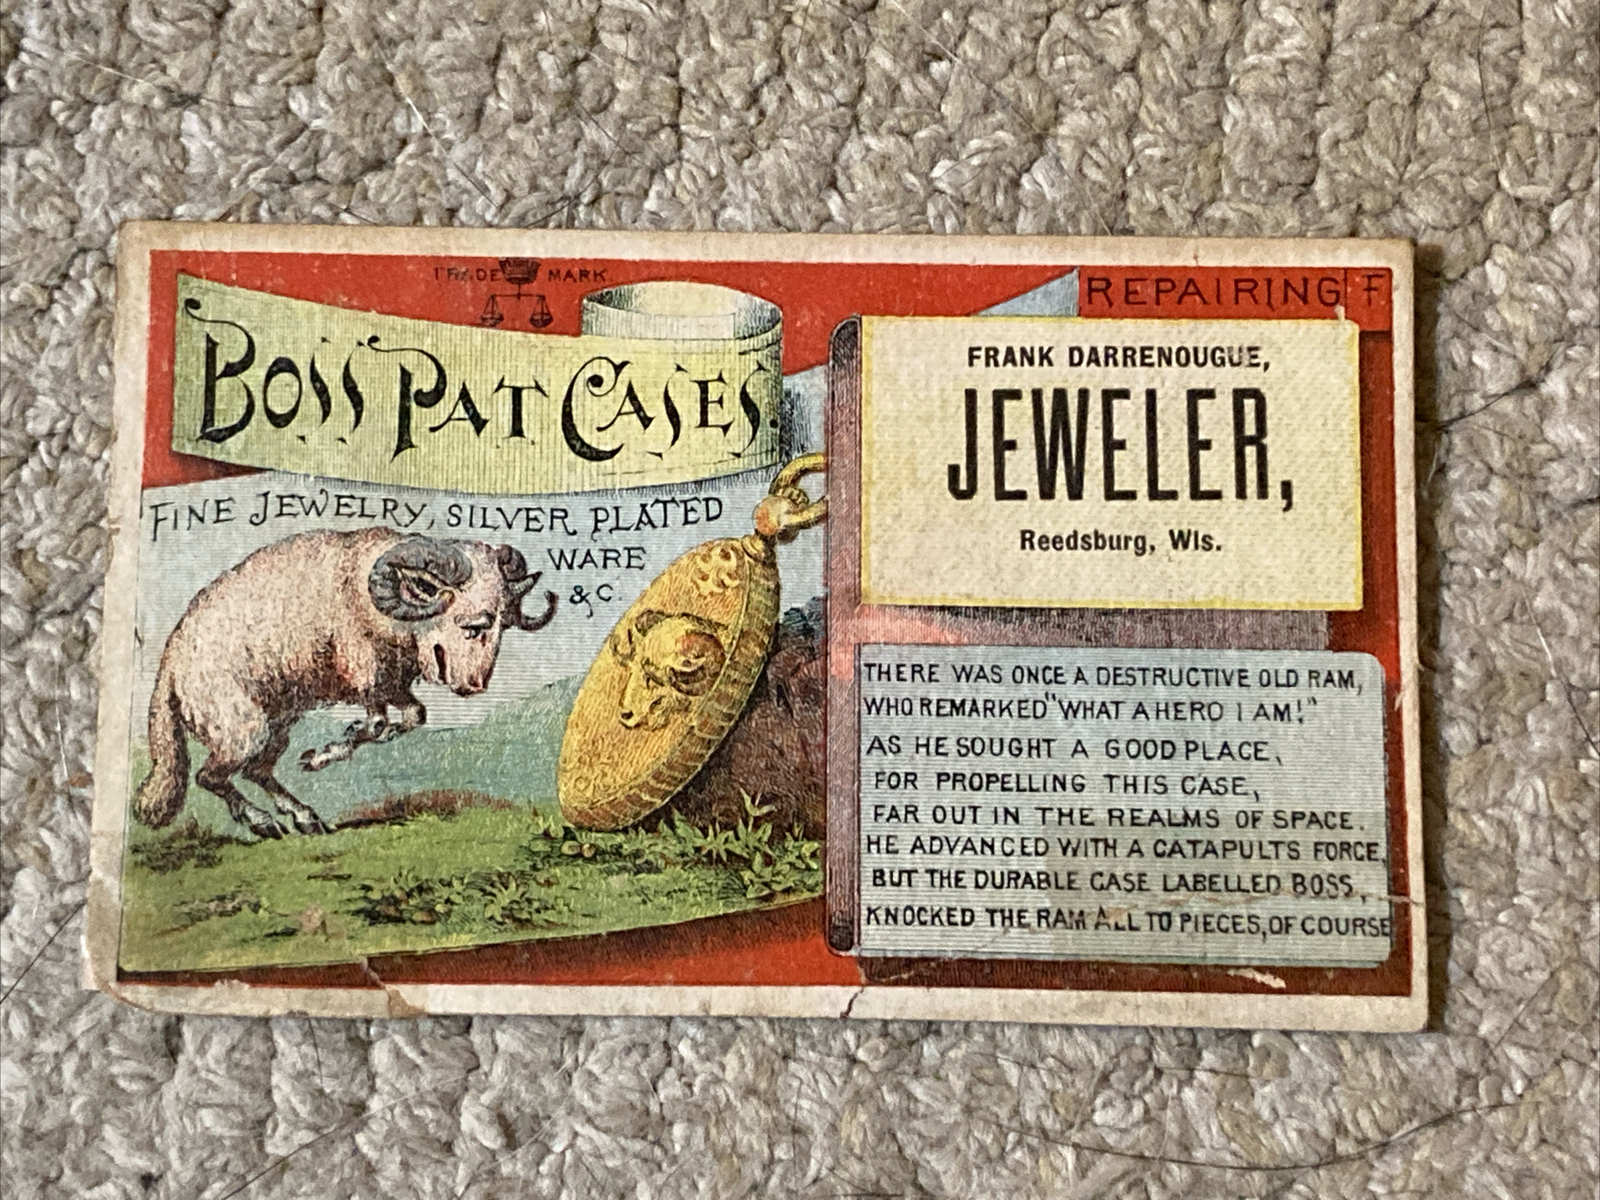 TRADE MARK
BOSS PAT CASES.
FINE JEWELRY, SILVER PLATED
WARE
&C.
REPAIRING F
FRANK DARRENOUGUE,
JEWELER,
Reedsburg, Wis.
THERE WAS ONCE A DESTRUCTIVE OLD RAM,
WHO REMARKED "WHAT A HERO I AM!"
AS HE SOUGHT A GOOD PLACE,
FOR PROPELLING THIS CASE,
FAR OUT IN THE REALMS OF SPACE.
HE ADVANCED WITH A CATAPULTS FORCE,
BUT THE DURABLE CASE LABELLED BOSS,
KNOCKED THE RAM ALL TO PIECES, OF COURSE